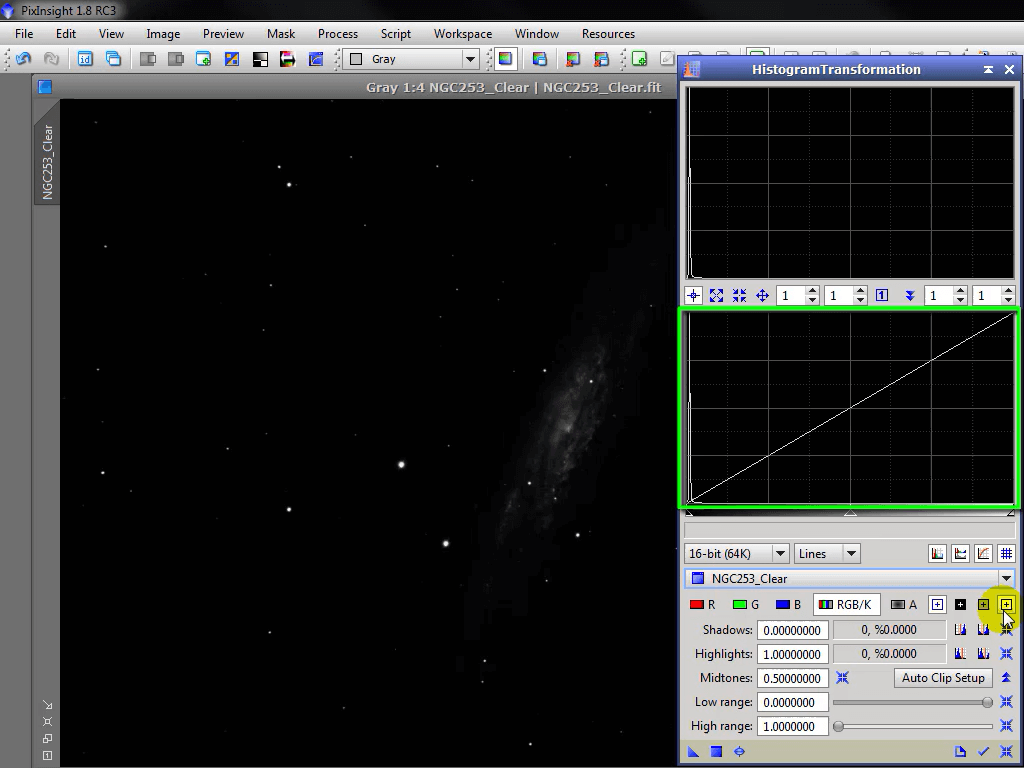 PixInsight 1.8 RC3
File Edit View Image Preview Mask Process Script Workspace Window Resources
id Gray
HistogramTransformation
Gray 1:4 NGC253_Clear | NGC253_Clear.fit
NGC253_Clear
1 1 1 1 1
16-bit (64K) Lines
NGC253_Clear
R G B RGB/K A
Shadows: 0.00000000 0, %0.0000
Highlights: 1.00000000 0, %0.0000
Midtones: 0.50000000 Auto Clip Setup
Low range: 0.0000000
High range: 1.0000000